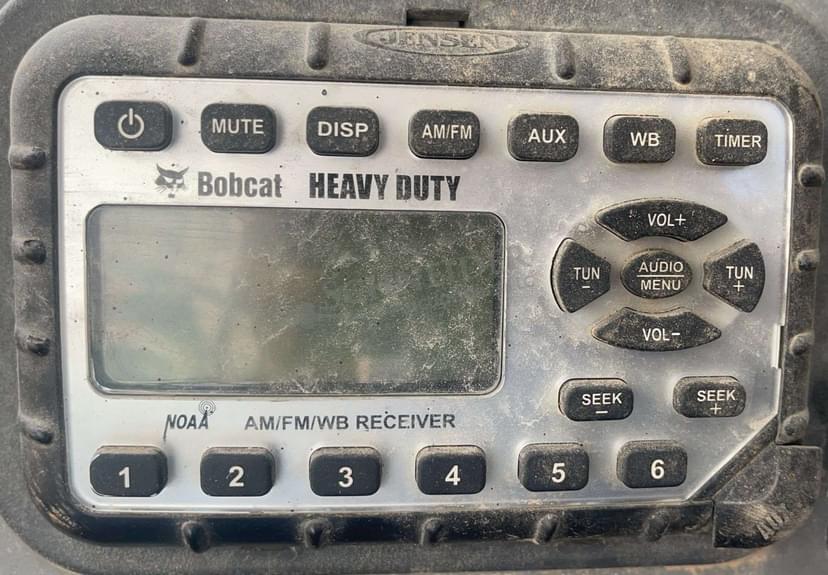 JENSEN
MUTE DISP AM/FM AUX WB TIMER
Bobcat HEAVY DUTY
VOL+
TUN - AUDIO MENU TUN +
VOL-
SEEK - SEEK +
NOAA AM/FM/WB RECEIVER
1 2 3 4 5 6
AUX